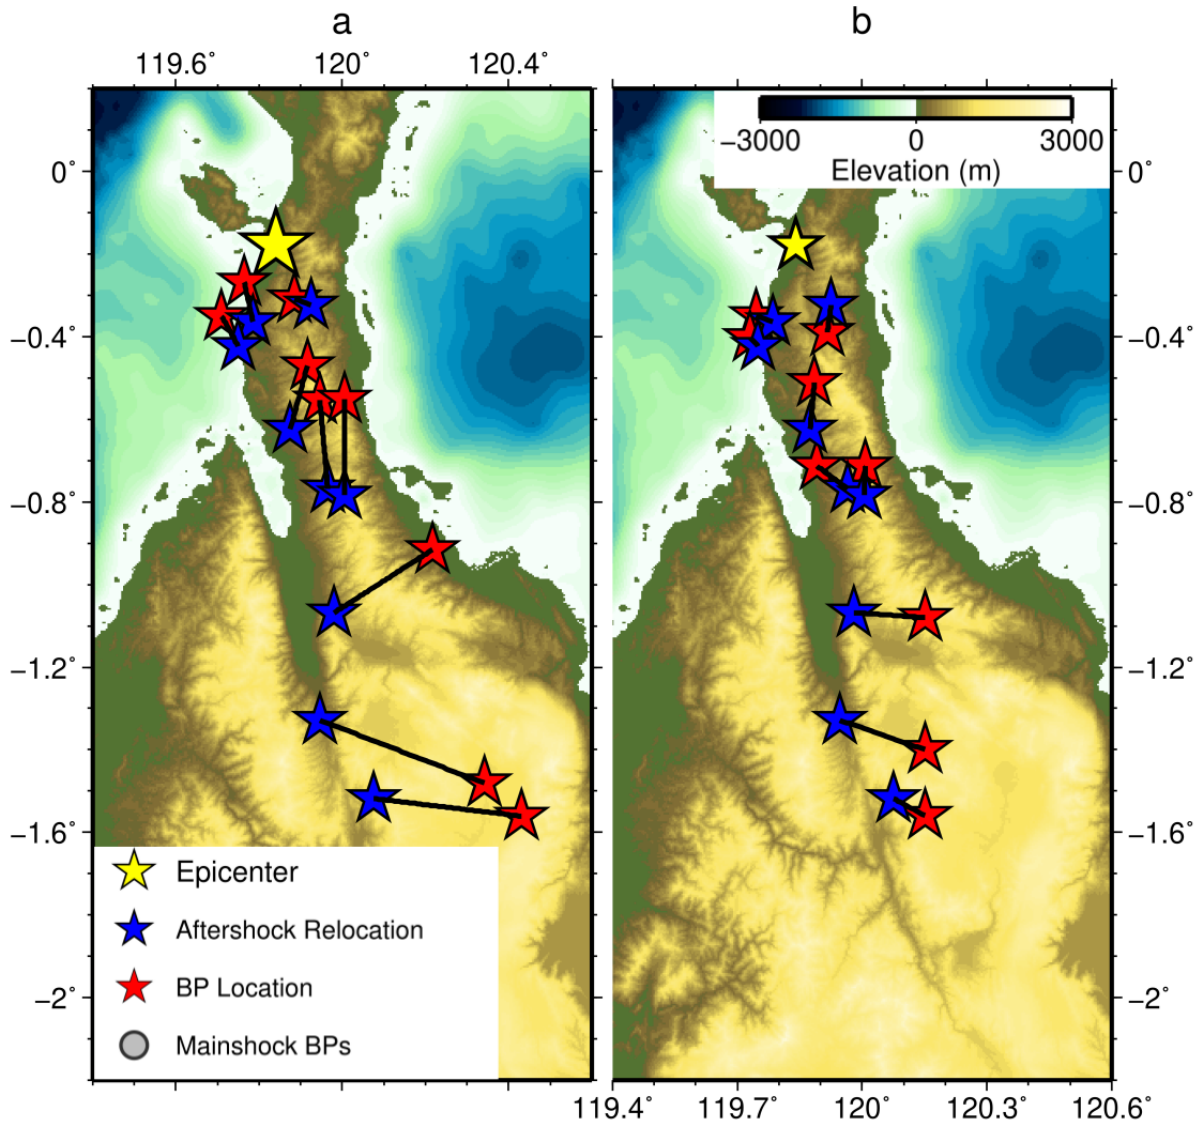 a
b
119.6° 120° 120.4°
−3000 0 3000
Elevation (m)
0° 0°
−0.4° −0.4°
−0.8° −0.8°
−1.2° −1.2°
−1.6° −1.6°
−2° −2°
Epicenter
Aftershock Relocation
BP Location
Mainshock BPs
119.4° 119.7° 120° 120.3° 120.6°